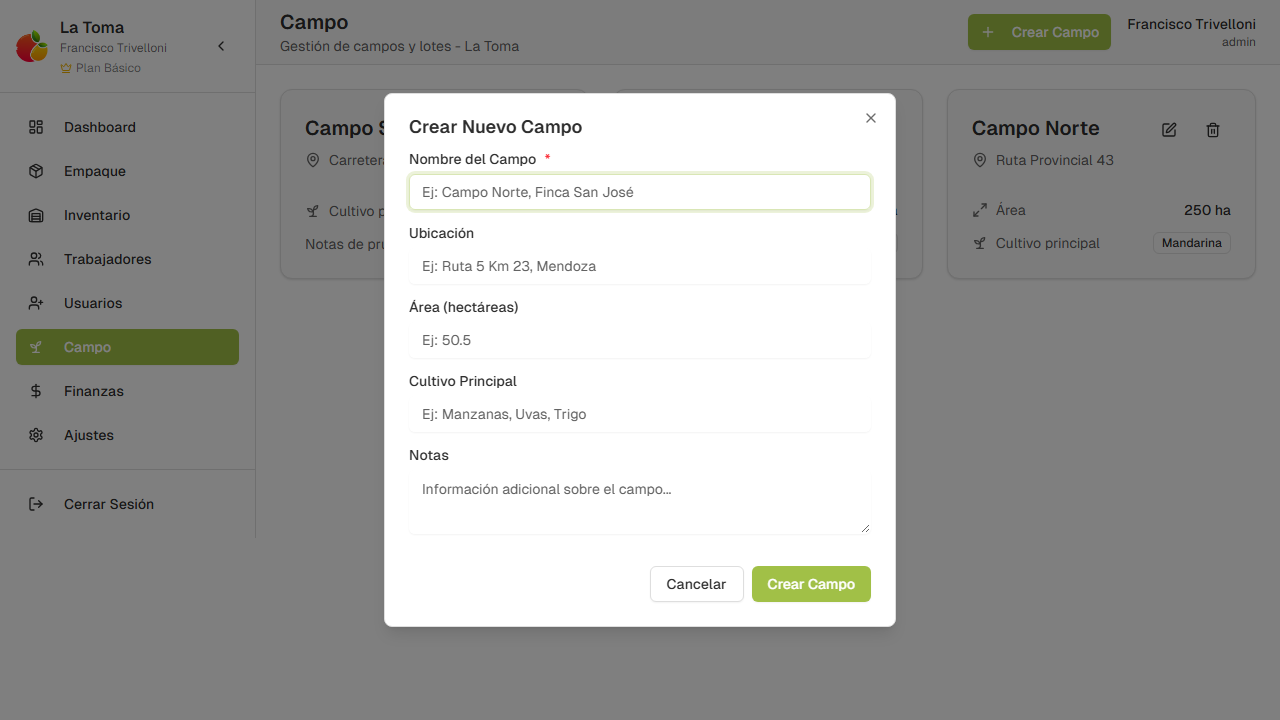 La Toma
Francisco Trivelloni
Plan Básico
Dashboard
Empaque
Inventario
Trabajadores
Usuarios
Campo
Finanzas
Ajustes
Cerrar Sesión
Campo
Gestión de campos y lotes - La Toma
Crear Campo
Francisco Trivelloni
admin
Campo
Cultivo
Notas de
Campo Norte
Ruta Provincial 43
Área 250 ha
Cultivo principal Mandarina
Crear Nuevo Campo
Nombre del Campo *
Ej: Campo Norte, Finca San José
Ubicación
Ej: Ruta 5 Km 23, Mendoza
Área (hectáreas)
Ej: 50.5
Cultivo Principal
Ej: Manzanas, Uvas, Trigo
Notas
Información adicional sobre el campo...
Cancelar
Crear Campo